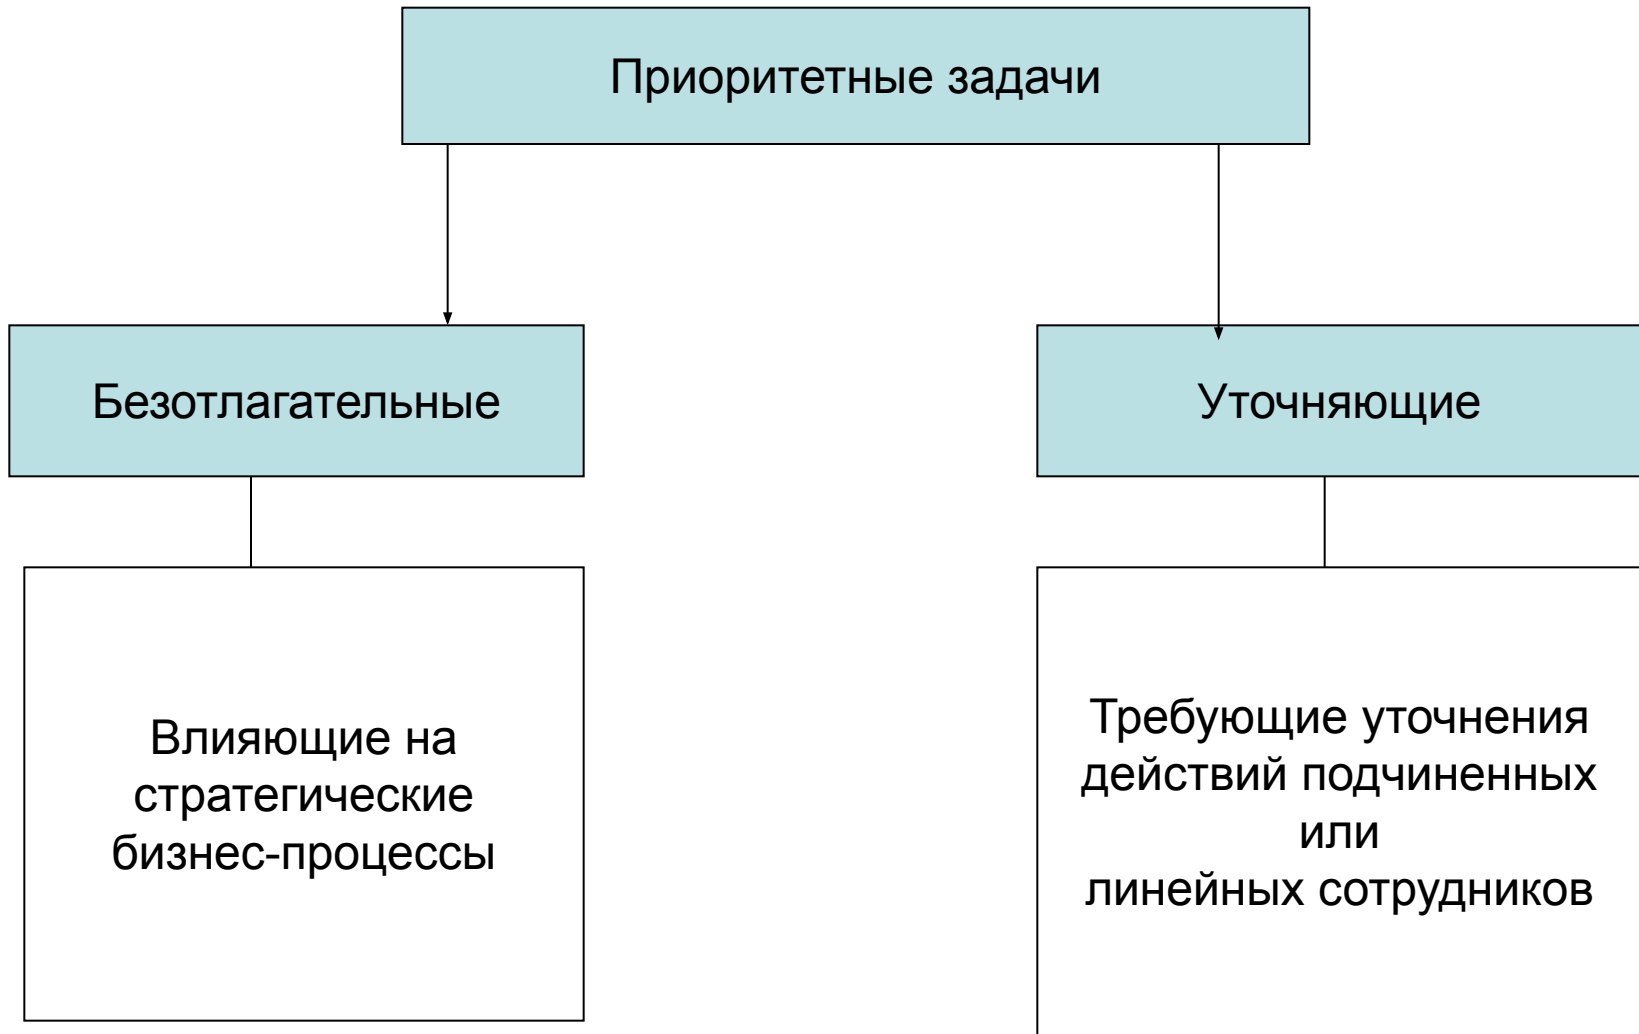 Приоритетные задачи
Безотлагательные
Уточняющие
Влияющие на
стратегические
бизнес-процессы
Требующие уточнения
действий подчиненных
или
линейных сотрудников